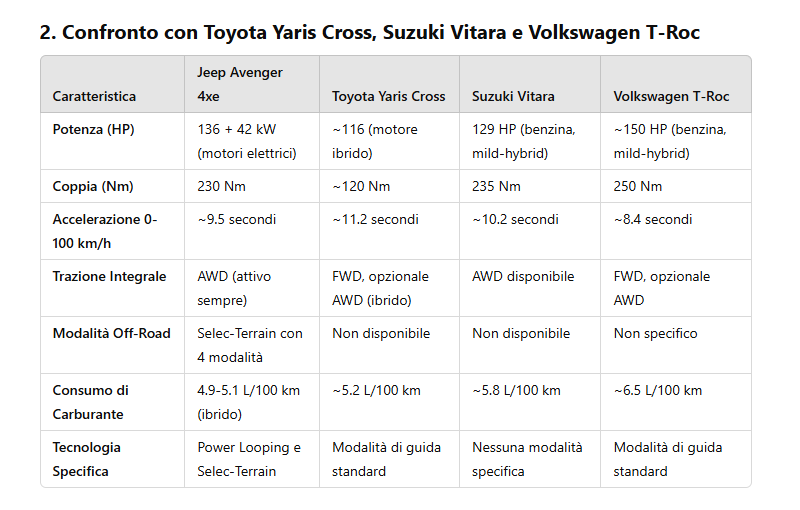 2. Confronto con Toyota Yaris Cross, Suzuki Vitara e Volkswagen T-Roc
Caratteristica | Jeep Avenger 4xe | Toyota Yaris Cross | Suzuki Vitara | Volkswagen T-Roc
Potenza (HP) | 136 + 42 kW (motori elettrici) | ~116 (motore ibrido) | 129 HP (benzina, mild-hybrid) | ~150 HP (benzina, mild-hybrid)
Coppia (Nm) | 230 Nm | ~120 Nm | 235 Nm | 250 Nm
Accelerazione 0-100 km/h | ~9.5 secondi | ~11.2 secondi | ~10.2 secondi | ~8.4 secondi
Trazione Integrale | AWD (attivo sempre) | FWD, opzionale AWD (ibrido) | AWD disponibile | FWD, opzionale AWD
Modalità Off-Road | Selec-Terrain con 4 modalità | Non disponibile | Non disponibile | Non specifico
Consumo di Carburante | 4.9-5.1 L/100 km (ibrido) | ~5.2 L/100 km | ~5.8 L/100 km | ~6.5 L/100 km
Tecnologia Specifica | Power Looping e Selec-Terrain | Modalità di guida standard | Nessuna modalità specifica | Modalità di guida standard